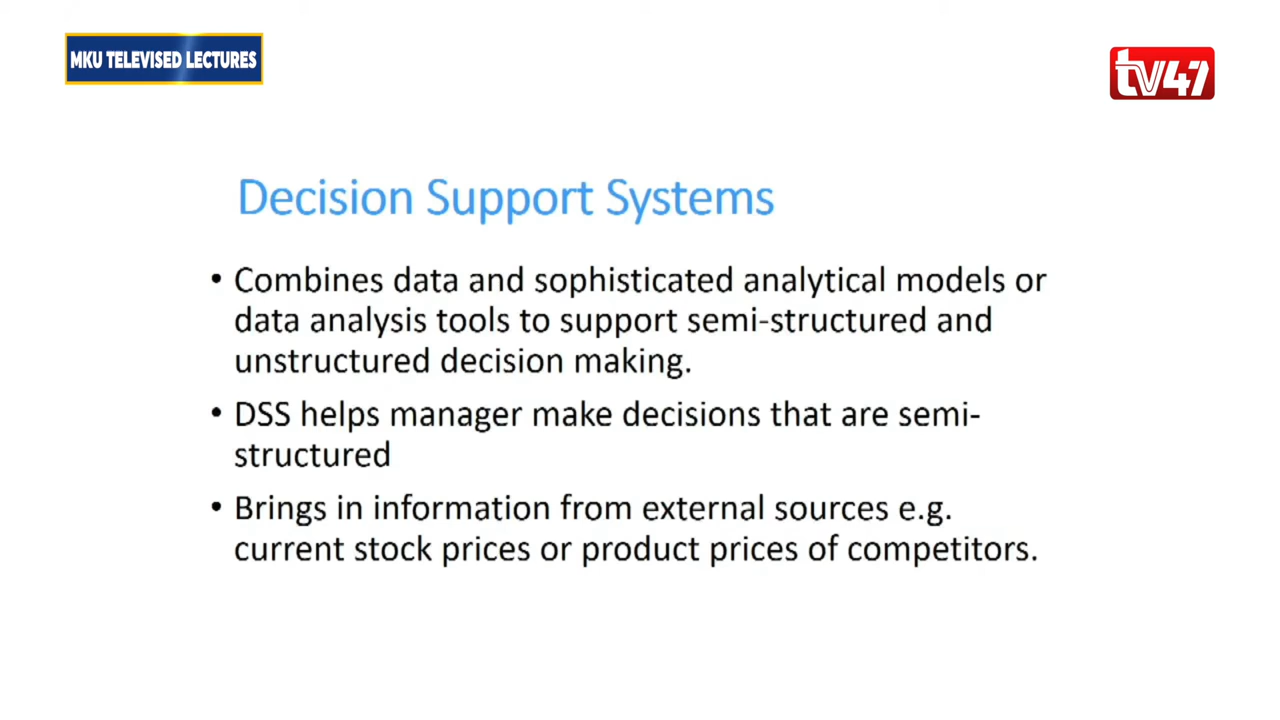 MKU TELEVISED LECTURES
tv47
Decision Support Systems
• Combines data and sophisticated analytical models or
data analysis tools to support semi-structured and
unstructured decision making.
• DSS helps manager make decisions that are semi-
structured
• Brings in information from external sources e.g.
current stock prices or product prices of competitors.